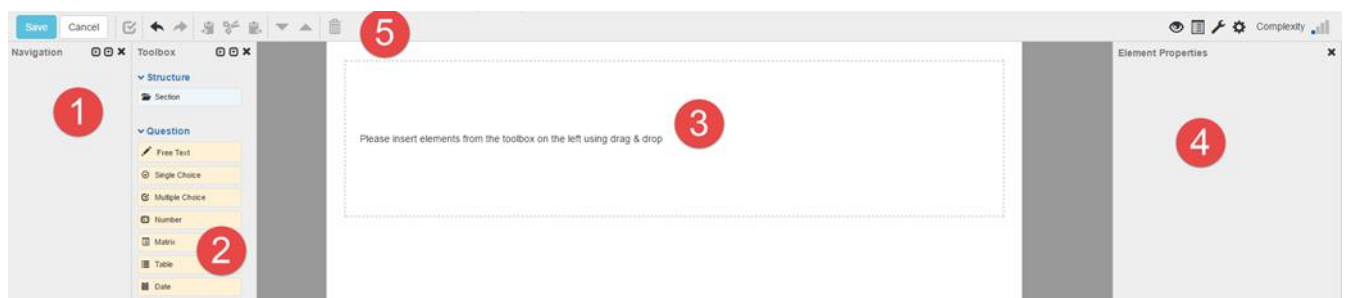 Save Cancel 5 Complexity
Navigation Toolbox Element Properties
Structure
Section
1
Question
Free Text
Single Choice
Multiple Choice
Number
Matrix
2
Table
Date
Please insert elements from the toolbox on the left using drag & drop
3
4